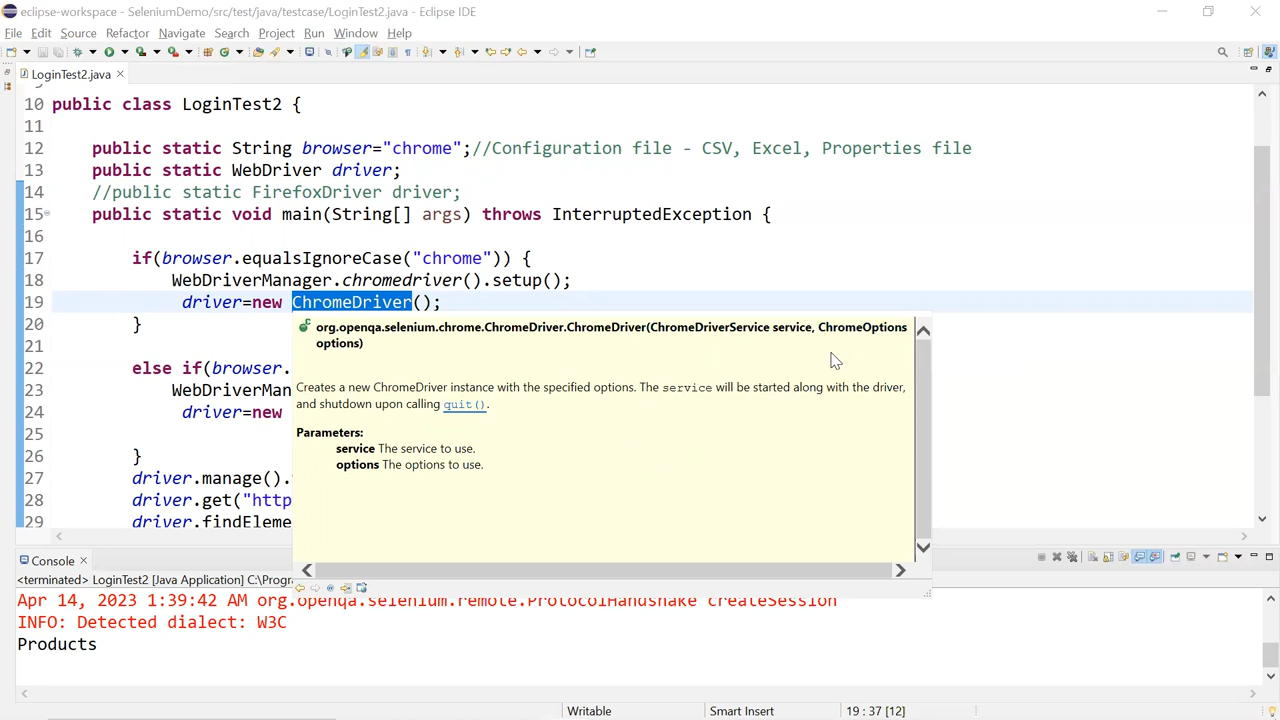 eclipse-workspace - SeleniumDemo/src/test/java/testcase/LoginTest2.java - Eclipse IDE
File Edit Source Refactor Navigate Search Project Run Window Help
LoginTest2.java
10 public class LoginTest2 {
11
12 public static String browser="chrome";//Configuration file - CSV, Excel, Properties file
13 public static WebDriver driver;
14 //public static FirefoxDriver driver;
15 public static void main(String[] args) throws InterruptedException {
16
17 if(browser.equalsIgnoreCase("chrome")) {
18 WebDriverManager.chromedriver().setup();
19 driver=new ChromeDriver();
20 }
21
22 else if(browser.
23 WebDriverMan
24 driver=new
25
26 }
27 driver.manage().
28 driver.get("http
29 driver.findEleme
org.openqa.selenium.chrome.ChromeDriver.ChromeDriver(ChromeDriverService service, ChromeOptions
options)
Creates a new ChromeDriver instance with the specified options. The service will be started along with the driver,
and shutdown upon calling quit().
Parameters:
service The service to use.
options The options to use.
Console
<terminated> LoginTest2 [Java Application] C:\Progr
Apr 14, 2023 1:39:42 AM org.openqa.selenium.remote.ProtocolHandshake createSession
INFO: Detected dialect: W3C
Products
Writable Smart Insert 19 : 37 [12]